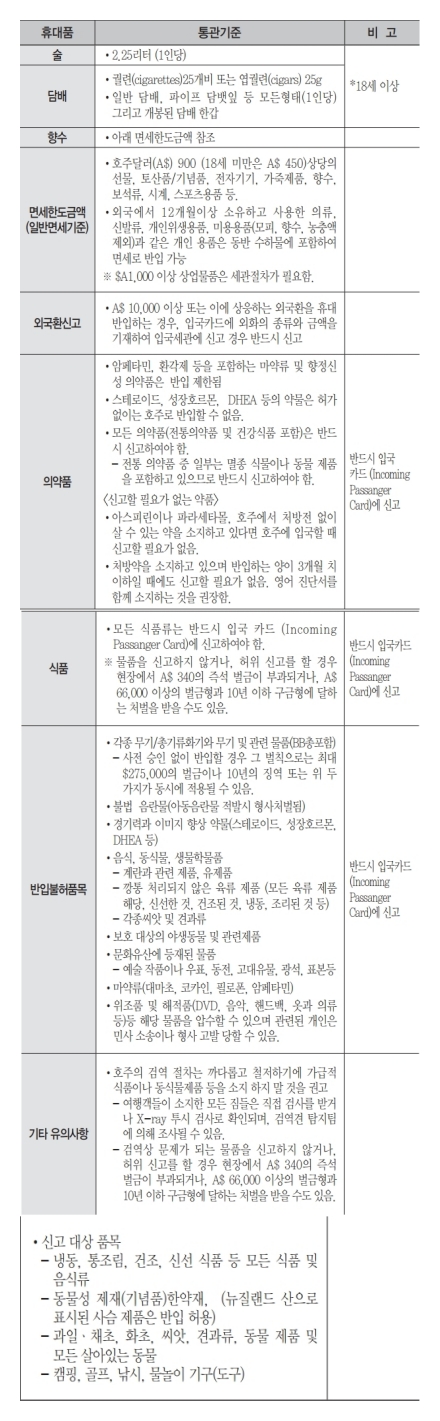 휴대품 통관기준 비 고
술 • 2,25리터 (1인당)
담배 • 궐련(cigarettes)25개비 또는 엽궐련(cigars) 25g
• 일반 담배, 파이프 담뱃잎 등 모든형태(1인당)
그리고 개봉된 담배 한갑
*18세 이상
향수 • 아래 면세한도금액 참조
면세한도금액
(일반면세기준)
• 호주달러(A$) 900 (18세 미만은 A$ 450)상당의
선물, 토산품/기념품, 전자기기, 가죽제품, 향수,
보석류, 시계, 스포츠용품 등.
• 외국에서 12개월이상 소유하고 사용한 의류,
신발류, 개인위생용품, 미용용품(모피, 향수, 농축액
제외)과 같은 개인 용품은 동반 수하물에 포함하여
면세로 반입 가능
※ $A1,000 이상 상업물품은 세관절차가 필요함.
외국환신고
• A$ 10,000 이상 또는 이에 상응하는 외국환을 휴대
반입하는 경우, 입국카드에 외화의 종류와 금액을
기재하여 입국세관에 신고 경우 반드시 신고
의약품
• 암페타민, 환각제 등을 포함하는 마약류 및 향정신
성 의약품은 반입 제한됨
• 스테로이드, 성장호르몬, DHEA 등의 약물은 허가
없이는 호주로 반입할 수 없음.
• 모든 의약품(전통의약품 및 건강식품 포함)은 반드
시 신고하여야 함.
– 전통 의약품 중 일부는 멸종 식물이나 동물 제품
을 포함하고 있으므로 반드시 신고하여야 함.
〈신고할 필요가 없는 약품〉
• 아스피린이나 파라세타몰, 호주에서 처방전 없이
살 수 있는 약을 소지하고 있다면 호주에 입국할 때
신고할 필요가 없음.
• 처방약을 소지하고 있으며 반입하는 양이 3개월 치
이하일 때에도 신고할 필요가 없음. 영어 진단서를
함께 소지하는 것을 권장함.
반드시 입국
카드 (Incoming
Passanger
Card)에 신고
식품
• 모든 식품류는 반드시 입국 카드 (Incoming
Passanger Card)에 신고하여야 함.
※ 물품을 신고하지 않거나, 허위 신고를 할 경우
현장에서 A$ 340의 즉석 벌금이 부과되거나, A$
66,000 이상의 벌금형과 10년 이하 구금형에 달하
는 처벌을 받을 수도 있음.
반드시 입국카드
(Incoming
Passanger
Card)에 신고
반입불허품목
• 각종 무기/총기류화기와 무기 및 관련 물품(BB총포함)
– 사전 승인 없이 반입할 경우 그 벌칙으로는 최대
$275,000의 벌금이나 10년의 징역 또는 위 두
가지가 동시에 적용될 수 있음.
• 불법 음란물(아동음란물 적발시 형사처벌됨)
• 경기력과 이미지 향상 약물(스테로이드, 성장호르몬,
DHEA 등)
• 음식, 동식물, 생물학물품
– 계란과 관련 제품, 유제품
– 깡통 처리되지 않은 육류 제품 (모든 육류 제품
해당, 신선한 것, 건조된 것, 냉동, 조리된 것 등)
– 각종씨앗 및 견과류
• 보호 대상의 야생동물 및 관련제품
• 문화유산에 등재된 물품
– 예술 작품이나 우표, 동전, 고대유물, 광석, 표본등
• 마약류(대마초, 코카인, 필로폰, 암페타민)
• 위조품 및 해적품(DVD, 음악, 핸드백, 옷과 의류
등)등 해당 물품을 압수할 수 있으며 관련된 개인은
민사 소송이나 형사 고발 당할 수 있음.
반드시 입국카드
(Incoming
Passanger
Card)에 신고
기타 유의사항
• 호주의 검역 절차는 까다롭고 철저하기에 가급적
식품이나 동식물제품 등을 소지 하지 말 것을 권고
– 여행객들이 소지한 모든 짐들은 직접 검사를 받거
나 X-ray 투시 검사로 확인되며, 검역견 탐지팀
에 의해 조사될 수 있음.
– 검역상 문제가 되는 물품을 신고하지 않거나,
허위 신고를 할 경우 현장에서 A$ 340의 즉석
벌금이 부과되거나, A$ 66,000 이상의 벌금형과
10년 이하 구금형에 달하는 처벌을 받을 수도 있음.
• 신고 대상 품목
– 냉동, 통조림, 건조, 신선 식품 등 모든 식품 및
음식류
– 동물성 제재(기념품)한약재, (뉴질랜드 산으로
표시된 사슴 제품은 반입 허용)
– 과일·채소, 화초, 씨앗, 견과류, 동물 제품 및
모든 살아있는 동물
– 캠핑, 골프, 낚시, 물놀이 기구(도구)